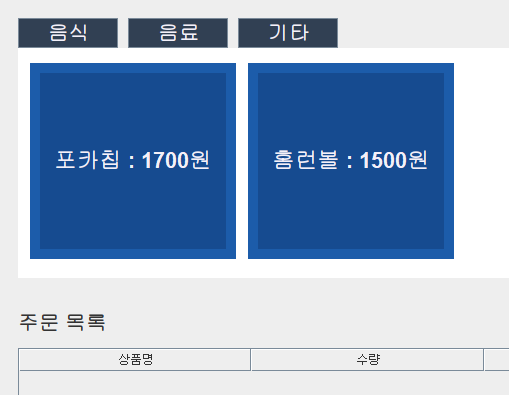 음식 음료 기타
포카칩 : 1700원 홈런볼 : 1500원
주문 목록
상품명 수량